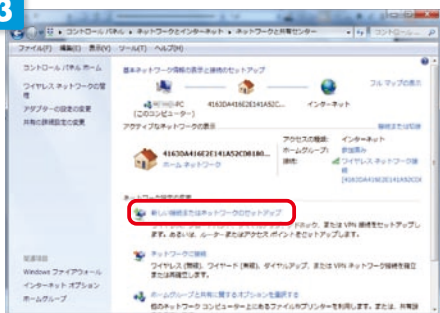 3
コントロール パネル ▸ ネットワークとインターネット ▸ ネットワークと共有センター
コントロール...
ファイル(F) 編集(E) 表示(V) ツール(T) ヘルプ(H)
コントロール パネル ホーム
ワイヤレス ネットワークの管理
アダプターの設定の変更
共有の詳細設定の変更
基本ネットワーク情報の表示と接続のセットアップ
フル マップの表示
-PC
(このコンピューター)
インターネット
アクティブなネットワークの表示
接続または切断
ホーム ネットワーク
アクセスの種類: インターネット
ホームグループ: 参加済み
接続: ワイヤレス ネットワーク接続
ネットワーク設定の変更
新しい接続またはネットワークのセットアップ
ドホック、または VPN 接続をセットアップします。あるいは、ルーターまたはアクセス ポイントをセットアップします。
ネットワークに接続
ワイヤレス (無線)、ワイヤード (有線)、ダイヤルアップ、または VPN ネットワーク接続を確立または再確立します。
ホームグループと共有に関するオプションを選択する
他のネットワーク コンピューター上にあるファイルやプリンターを利用します。または、共有設
関連項目
Windows ファイアウォール
インターネット オプション
ホームグループ